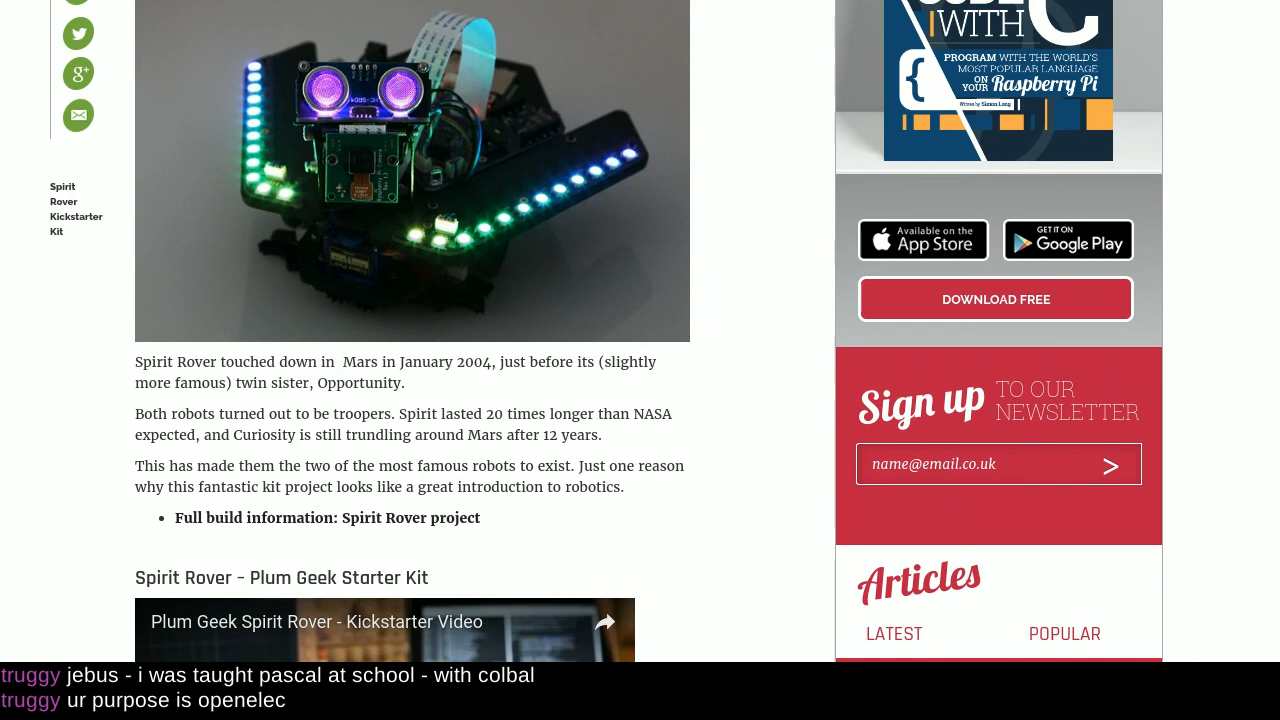 Spirit
Rover
Kickstarter
Kit
g+
HC-SR04
Spirit Rover touched down in Mars in January 2004, just before its (slightly
more famous) twin sister, Opportunity.
Both robots turned out to be troopers. Spirit lasted 20 times longer than NASA
expected, and Curiosity is still trundling around Mars after 12 years.
This has made them the two of the most famous robots to exist. Just one reason
why this fantastic kit project looks like a great introduction to robotics.
• Full build information: Spirit Rover project
Spirit Rover – Plum Geek Starter Kit
Plum Geek Spirit Rover - Kickstarter Video
CODE
WITH C
{
PROGRAM WITH THE WORLD'S
MOST POPULAR LANGUAGE
ON YOUR Raspberry Pi
Written by Simon Long
Available on the
App Store
GET IT ON
Google Play
DOWNLOAD FREE
Sign up TO OUR
NEWSLETTER
name@email.co.uk >
Articles
LATEST POPULAR
truggy jebus - i was taught pascal at school - with colbal
truggy ur purpose is openelec